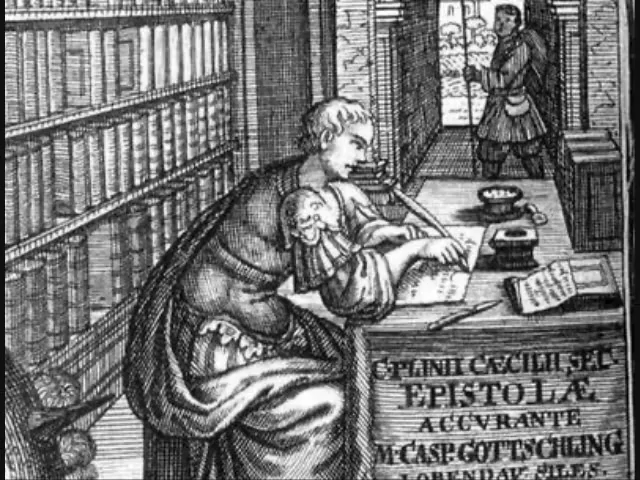 C·PLINII CÆCILII SEC·
EPISTOLÆ
ACCVRANTE
M·CASP·GOTTSCHLING
LOBENDAV· SILES.